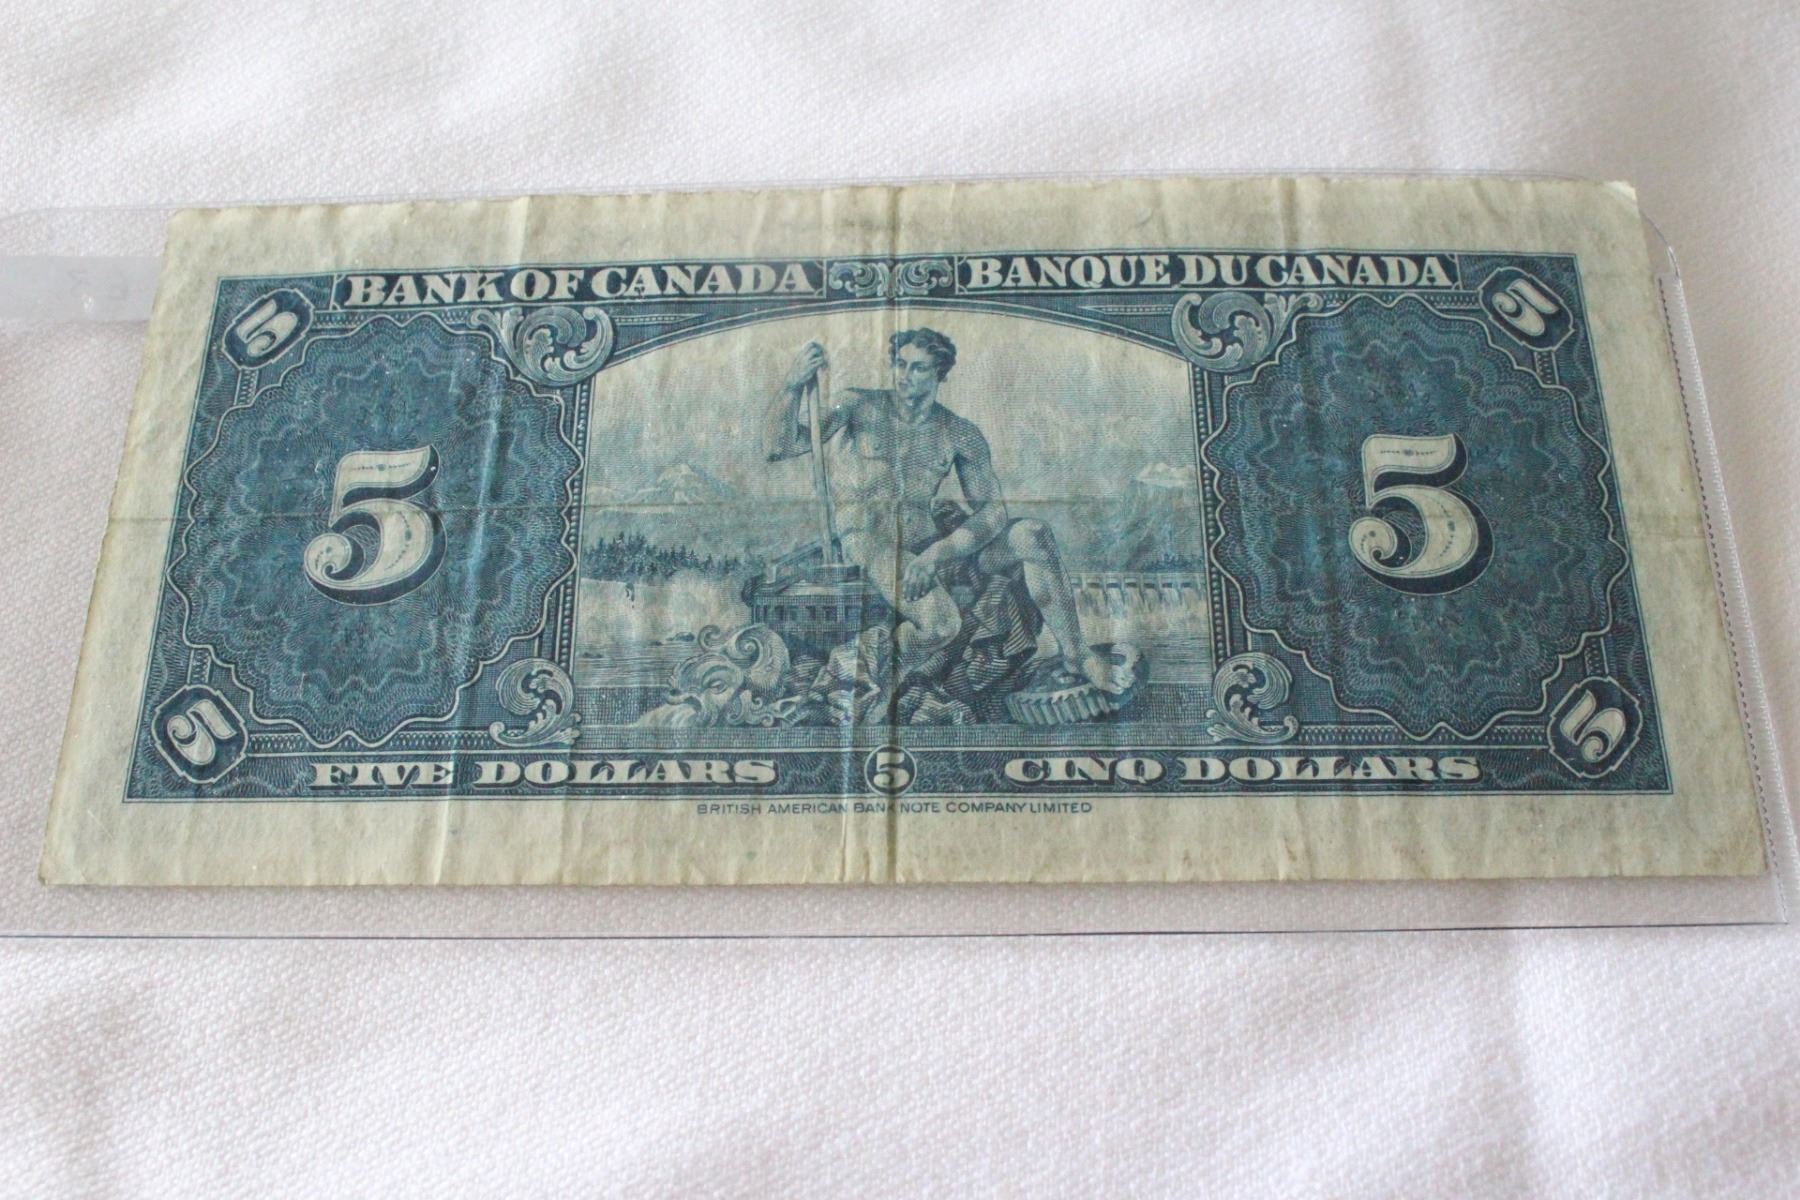 BANK OF CANADA BANQUE DU CANADA
5 5
5 5
5 5
FIVE DOLLARS 5 CINQ DOLLARS
BRITISH AMERICAN BANK NOTE COMPANY LIMITED